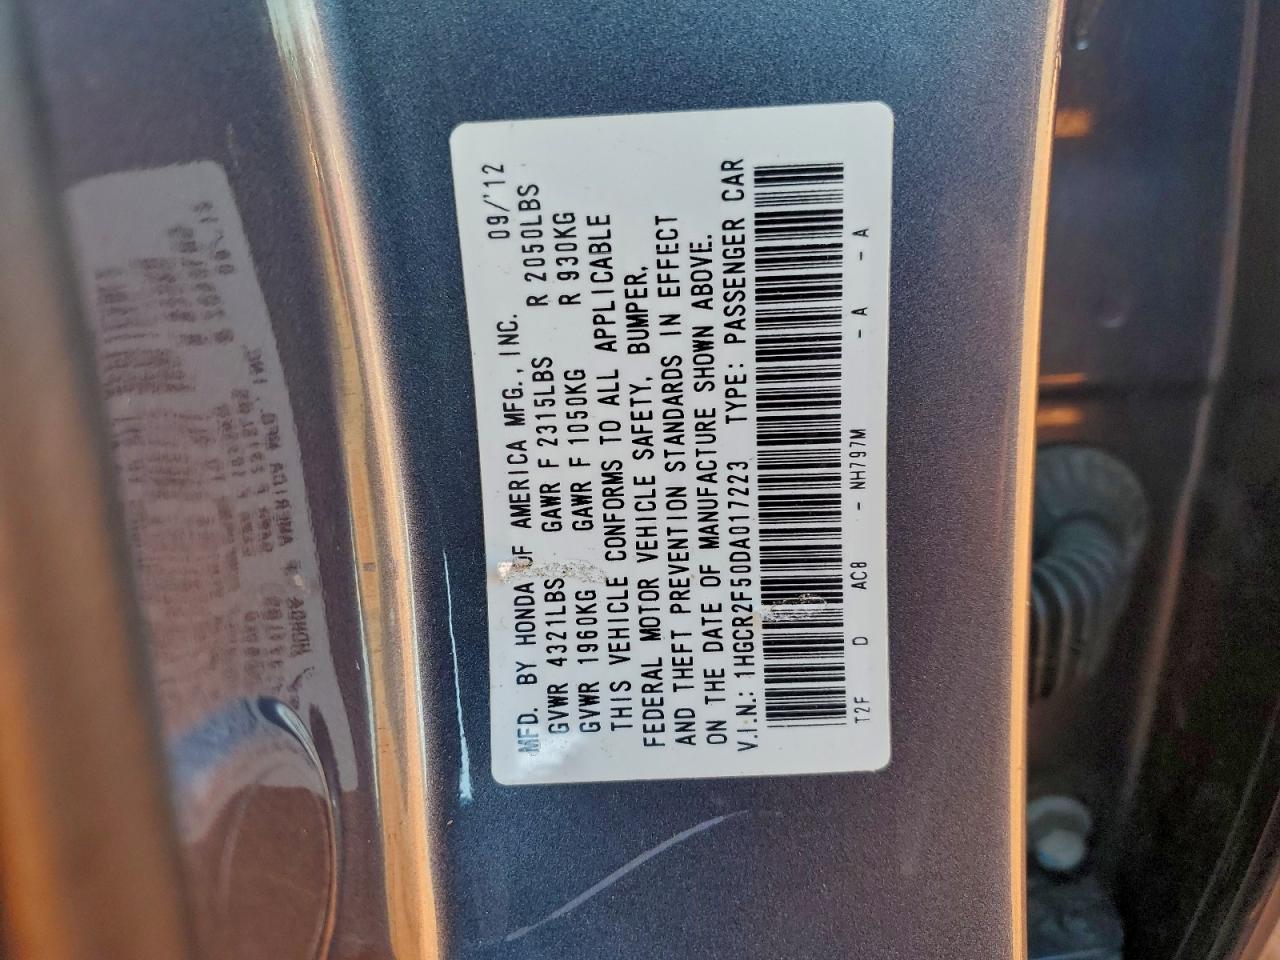 MFD. BY HONDA OF AMERICA MFG., INC. 09/'12
GVWR 4321LBS GAWR F 2315LBS R 2050LBS
GVWR 1960KG GAWR F 1050KG R 930KG
THIS VEHICLE CONFORMS TO ALL APPLICABLE
FEDERAL MOTOR VEHICLE SAFETY, BUMPER,
AND THEFT PREVENTION STANDARDS IN EFFECT
ON THE DATE OF MANUFACTURE SHOWN ABOVE.
V.I.N.: 1HGCR2F50DA017223 TYPE: PASSENGER CAR
T2F D AC8 - NH797M - A - A